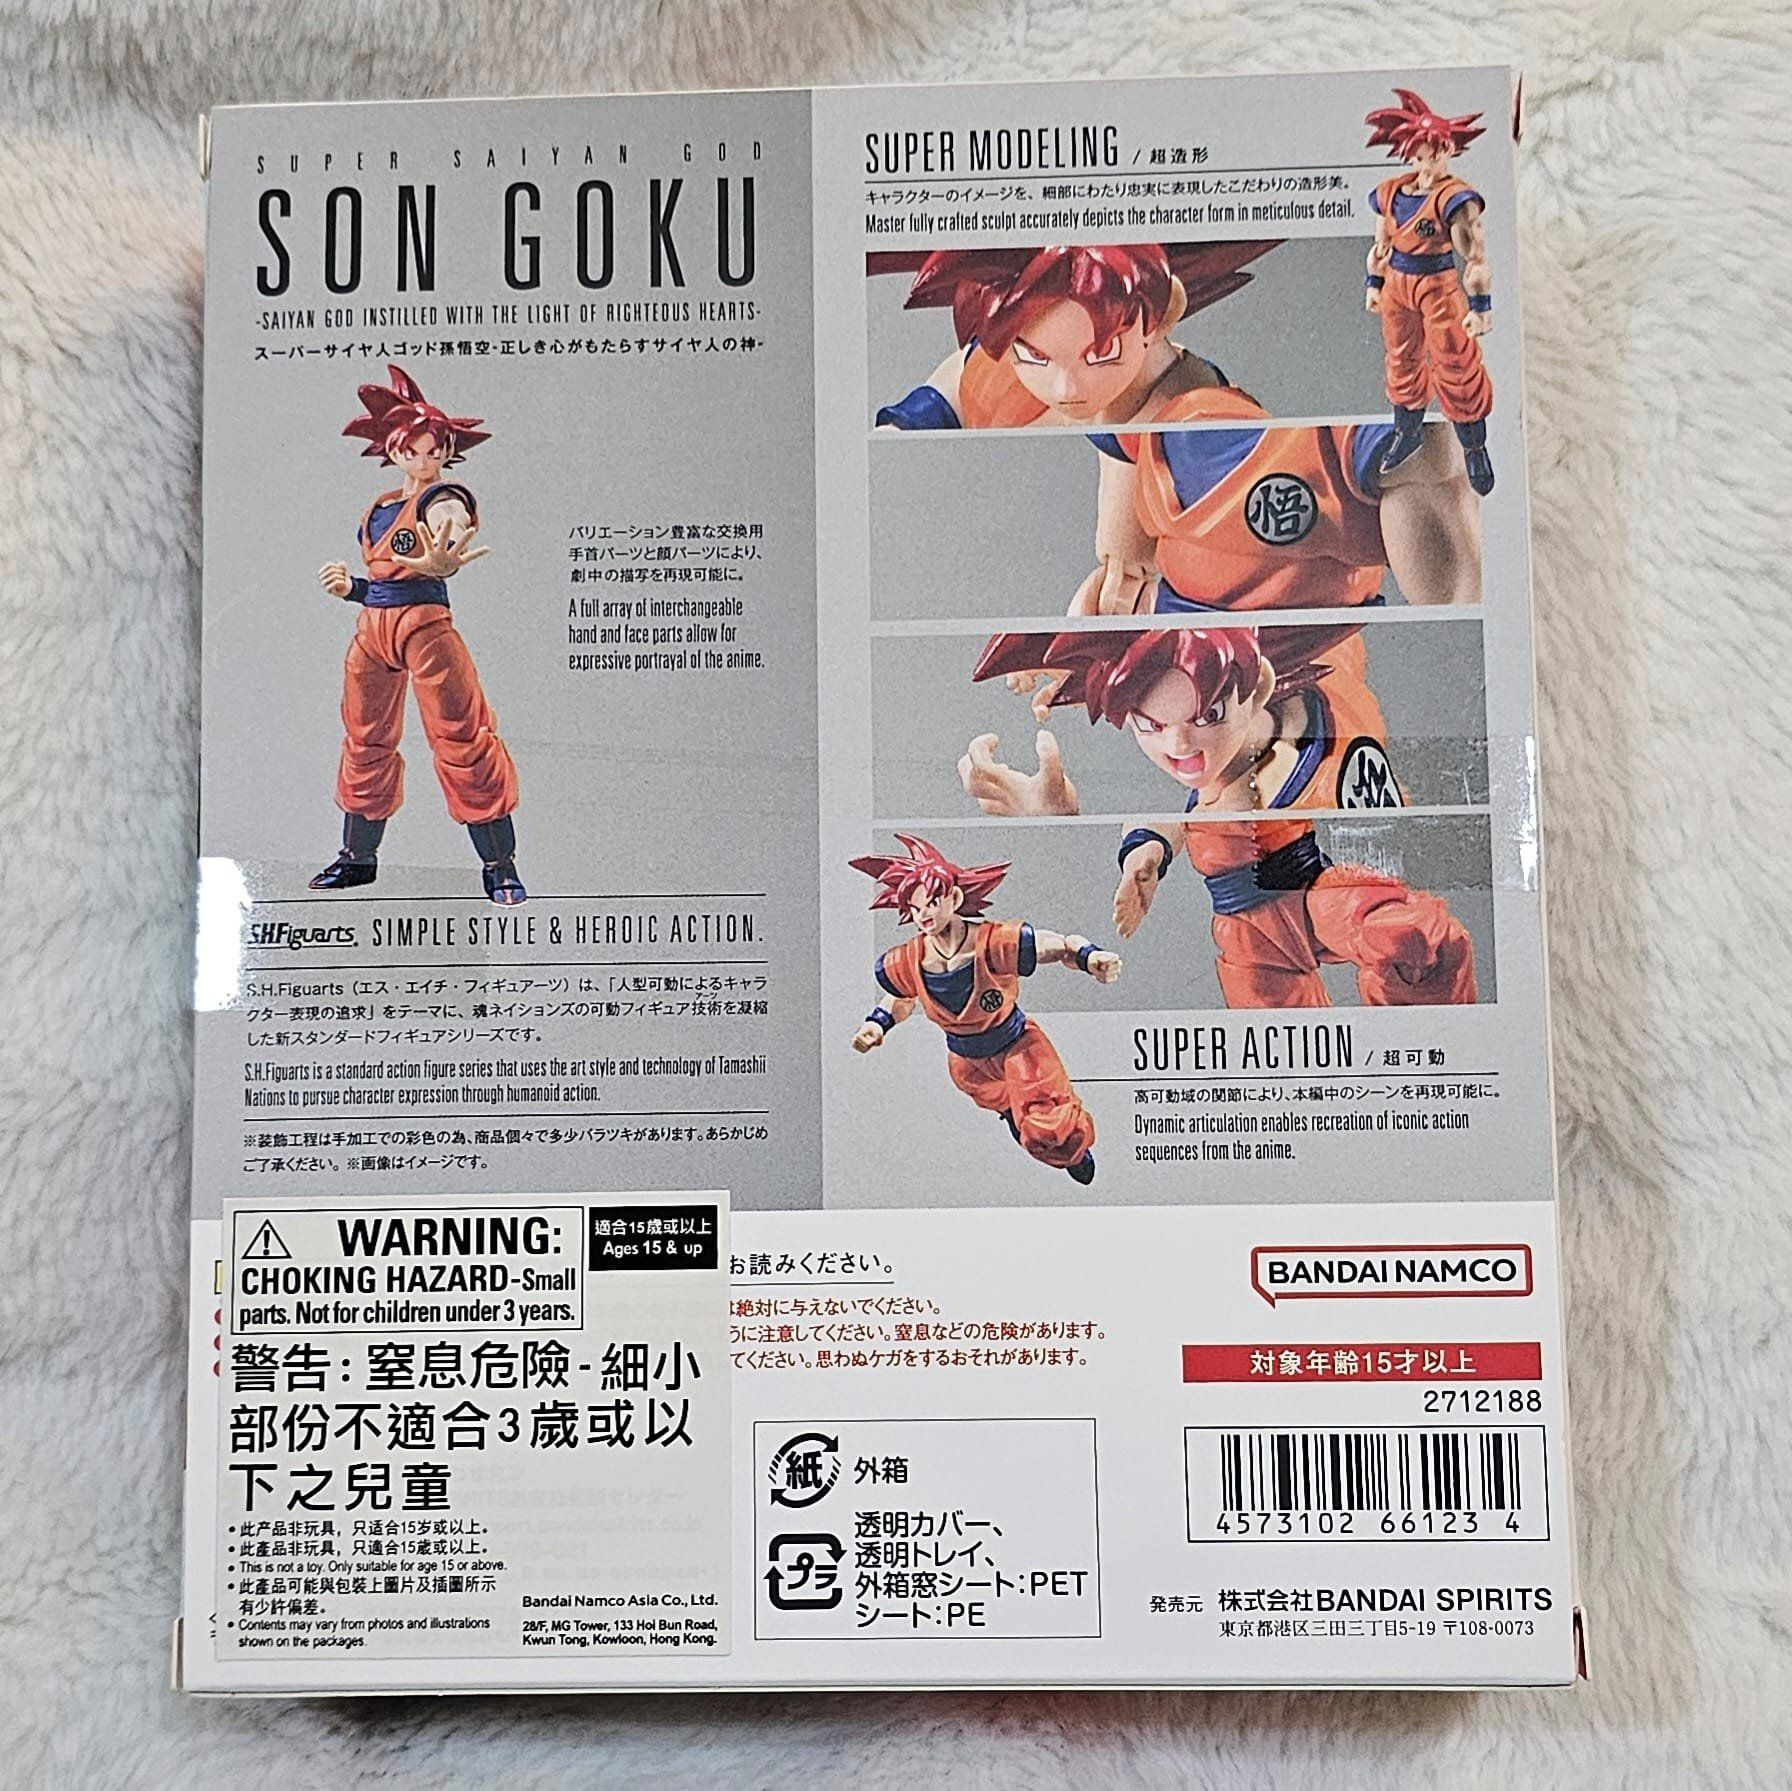 SUPER SAIYAN GOD
SON GOKU
-SAIYAN GOD INSTILLED WITH THE LIGHT OF RIGHTEOUS HEARTS-
スーパーサイヤ人ゴッド孫悟空-正しき心がもたらすサイヤ人の神-
バリエーション豊富な交換用
手首パーツと顔パーツにより、
劇中の描写を再現可能に。
A full array of interchangeable
hand and face parts allow for
expressive portrayal of the anime.
悟
S.H.Figuarts. SIMPLE STYLE & HEROIC ACTION.
S.H.Figuarts（エス・エイチ・フィギュアーツ）は、「人型可動によるキャラ
クター表現の追求」をテーマに、魂ネイションズの可動フィギュア技術を凝縮
アーツ
した新スタンダードフィギュアシリーズです。
S.H.Figuarts is a standard action figure series that uses the art style and technology of Tamashii
Nations to pursue character expression through humanoid action.
※装飾工程は手加工での彩色の為、商品個々で多少バラツキがあります。あらかじめ
ご了承ください。※画像はイメージです。
SUPER MODELING / 超造形
キャラクターのイメージを、細部にわたり忠実に表現したこだわりの造形美。
Master fully crafted sculpt accurately depicts the character form in meticulous detail.
悟
悟
悟
SUPER ACTION / 超可動
高可動域の関節により、本編中のシーンを再現可能に。
Dynamic articulation enables recreation of iconic action
sequences from the anime.
WARNING:
CHOKING HAZARD-Small
parts. Not for children under 3 years.
適合15歲或以上
Ages 15 & up
警告:窒息危險-細小
部份不適合3歲或以
下之兒童
• 此产品非玩具，只适合15岁或以上。
• 此產品非玩具，只適合15歲或以上。
• This is not a toy. Only suitable for age 15 or above.
• 此產品可能與包裝上圖片及插圖所示
有少許偏差。
• Contents may vary from photos and illustrations
shown on the packages.
Bandai Namco Asia Co., Ltd.
28/F, MG Tower, 133 Hoi Bun Road,
Kwun Tong, Kowloon, Hong Kong.
お読みください。
は絶対に与えないでください。
うに注意してください。窒息などの危険があります。
てください。思わぬケガをするおそれがあります。
紙 外箱
プラ
透明カバー、
透明トレイ、
外箱窓シート:PET
シート:PE
BANDAI NAMCO
対象年齢15才以上
2712188
4573102 661234
発売元 株式会社BANDAI SPIRITS
東京都港区三田三丁目5-19 〒108-0073